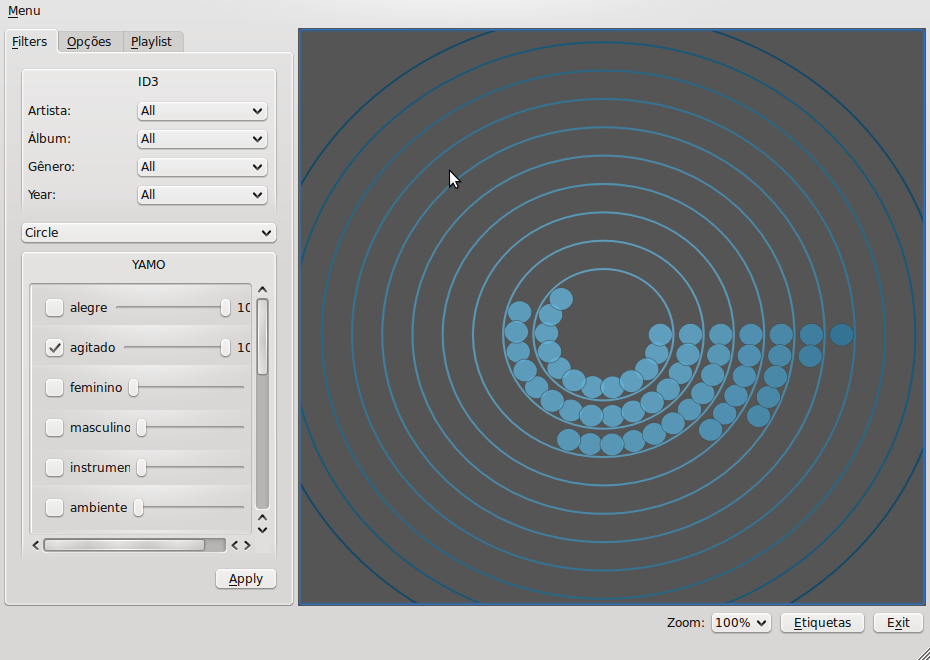 Menu
Filters Opções Playlist
ID3
Artista: All
Álbum: All
Gênero: All
Year: All
Circle
YAMO
alegre 10
agitado 10
feminino
masculino
instrumen
ambiente
Apply
Zoom: 100% Etiquetas Exit